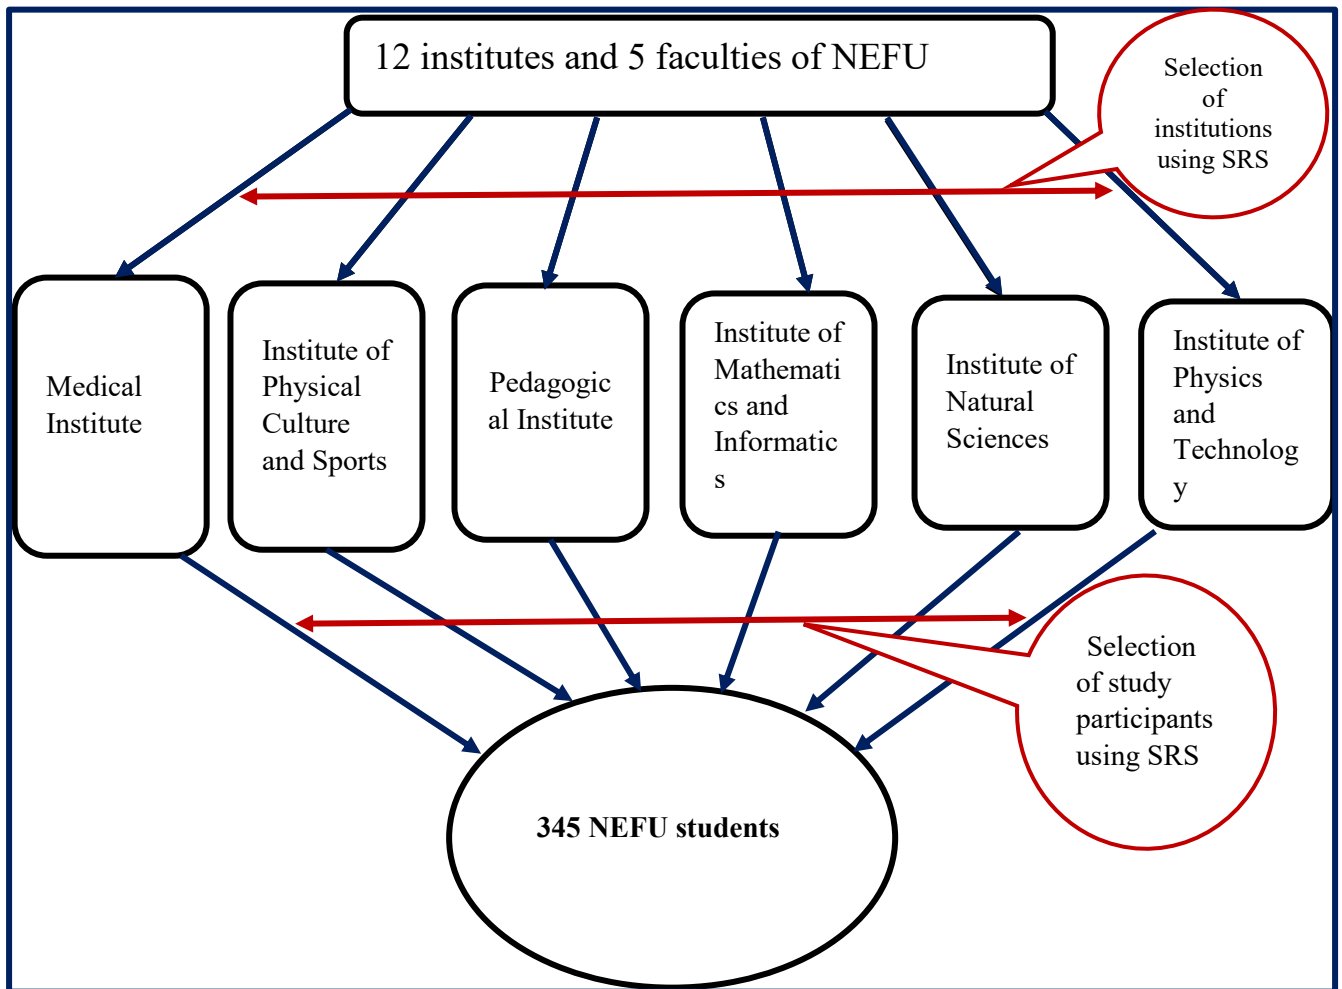 12 institutes and 5 faculties of NEFU
Selection
of
institutions
using SRS
Medical
Institute
Institute of
Physical
Culture
and Sports
Pedagogic
al Institute
Institute of
Mathemati
cs and
Informatic
s
Institute of
Natural
Sciences
Institute of
Physics
and
Technolog
y
Selection
of study
participants
using SRS
345 NEFU students